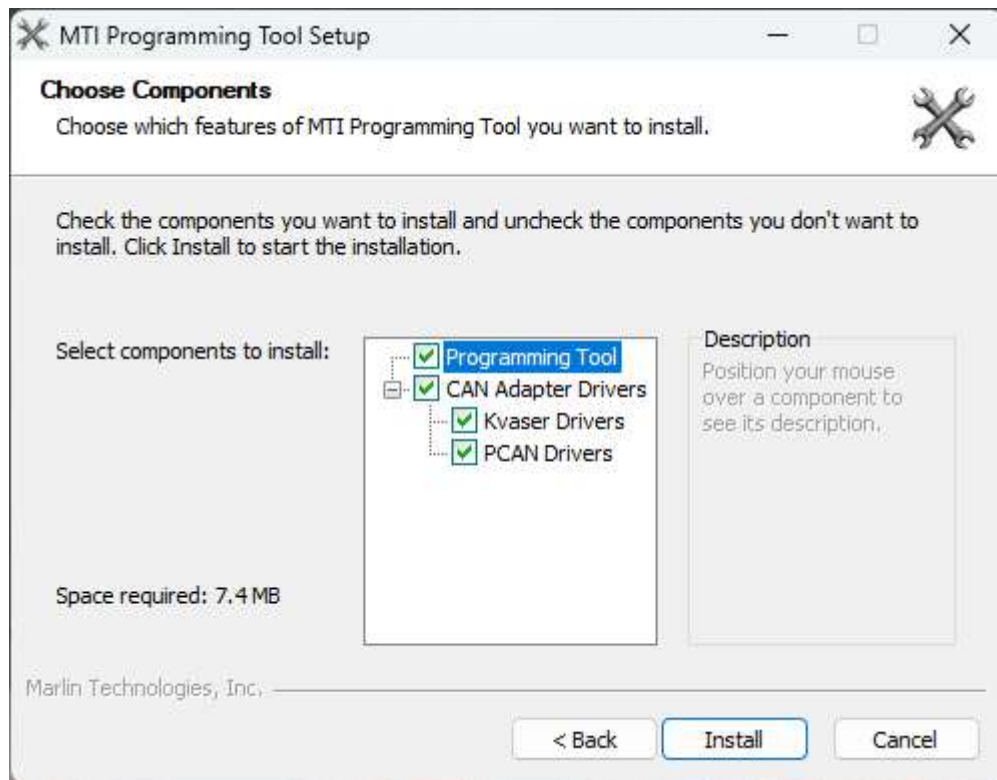 MTI Programming Tool Setup
Choose Components
Choose which features of MTI Programming Tool you want to install.
Check the components you want to install and uncheck the components you don't want to
install. Click Install to start the installation.
Select components to install:
Programming Tool
CAN Adapter Drivers
Kvaser Drivers
PCAN Drivers
Description
Position your mouse
over a component to
see its description.
Space required: 7.4 MB
Marlin Technologies, Inc.
< Back
Install
Cancel